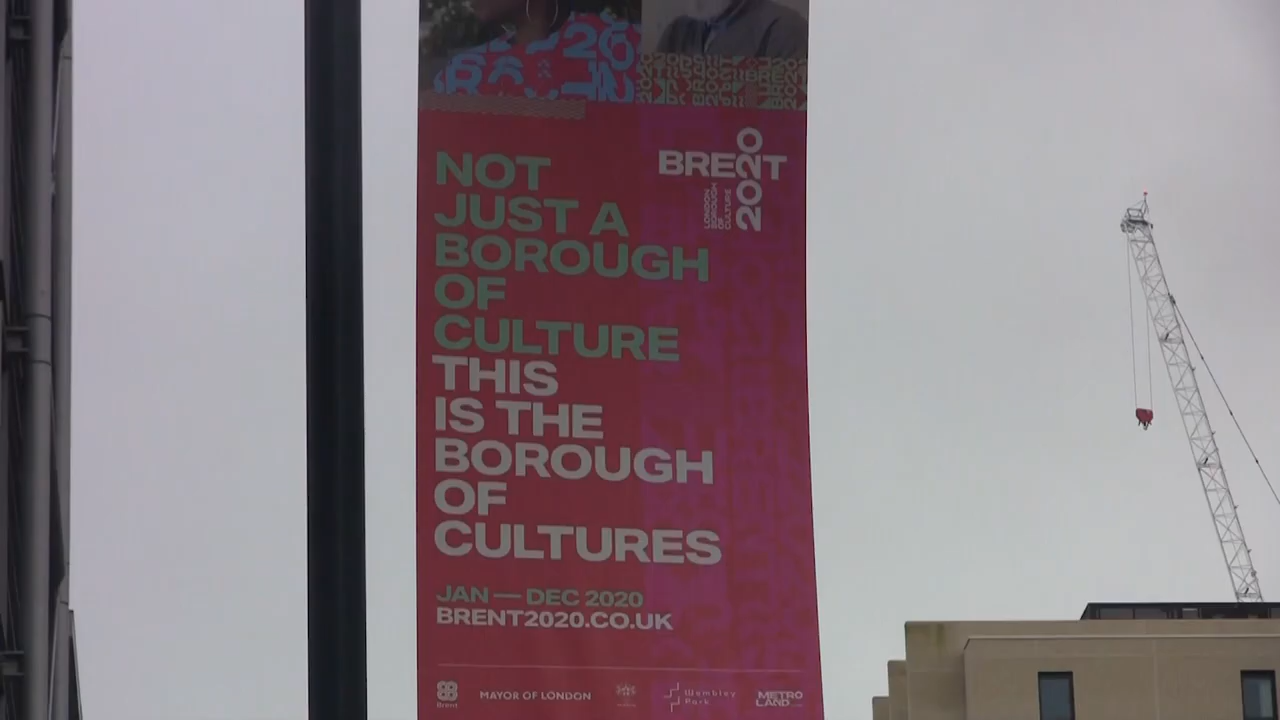 NOT
JUST A
BOROUGH
OF
CULTURE
THIS
IS THE
BOROUGH
OF
CULTURES
BRENT
2020
LONDON
BOROUGH
OF
CULTURE
JAN — DEC 2020
BRENT2020.CO.UK
Brent
MAYOR OF LONDON
Wembley
Park
METRO
LAND